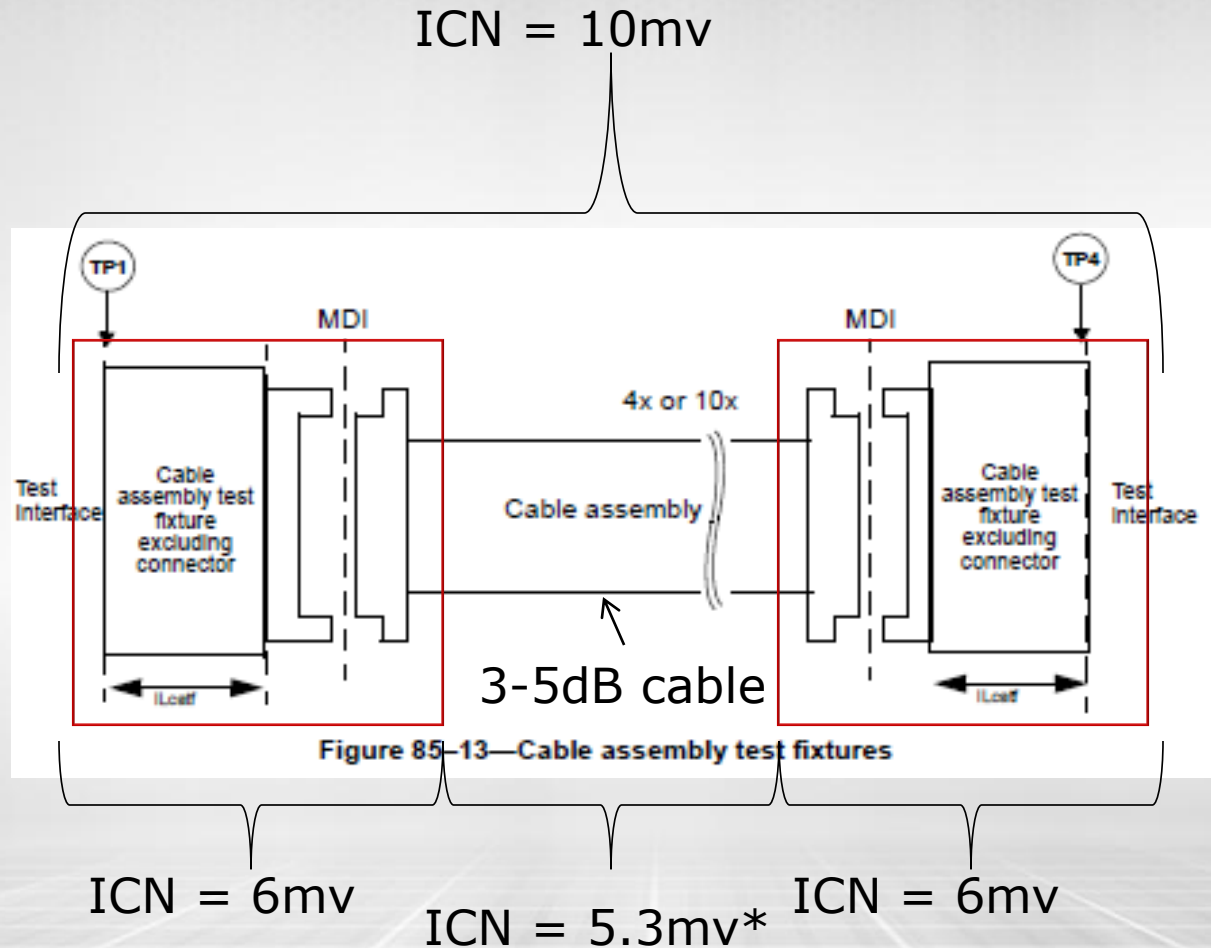 ICN = 10mv
TP1
TP4
MDI
MDI
4x or 10x
Test
Interface
Cable
assembly test
fixture
excluding
connector
Cable assembly
Cable
assembly test
fixture
excluding
connector
Test
Interface
3-5dB cable
ILcatf
ILcatf
Figure 85–13—Cable assembly test fixtures
ICN = 6mv
ICN = 5.3mv*
ICN = 6mv